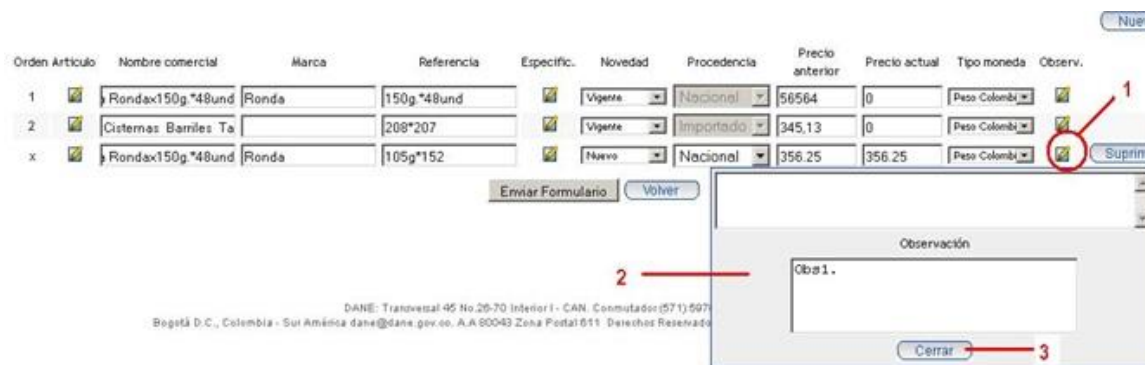 Nue
Orden Artículo Nombre comercial Marca Referencia Especific. Novedad Procedencia Precio anterior Precio actual Tipo moneda Observ.
1 Rondax150g.*48und Ronda 150g.*48und Vigente Nacional 56564 0 Peso Colombi
1
2 Cisternas Barriles Ta 208*207 Vigente Importado 345,13 0 Peso Colombi
x Rondax150g.*48und Ronda 105g*152 Nuevo Nacional 356.25 356.25 Peso Colombi Suprim
Enviar Formulario Volver
Observación
2
Obs1.
DANE: Transversal 45 No.26-70 Interior I - CAN. Conmutador (571) 597
Bogotá D.C., Colombia - Sur América dane@dane.gov.co. A.A 80043 Zona Postal 611 Derechos Reservado
Cerrar 3